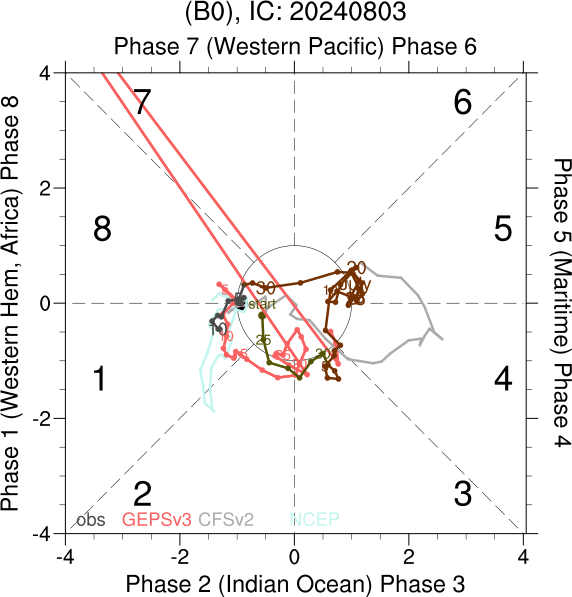 (B0), IC: 20240803
Phase 7 (Western Pacific) Phase 6
Phase 1 (Western Hem, Africa) Phase 8
Phase 5 (Maritime) Phase 4
4
2
0
-2
-4
7
6
8
5
1
4
2
3
start
30
20
25
10
obs GEPSv3 CFSv2 NCEP
-4 -2 0 2 4
Phase 2 (Indian Ocean) Phase 3